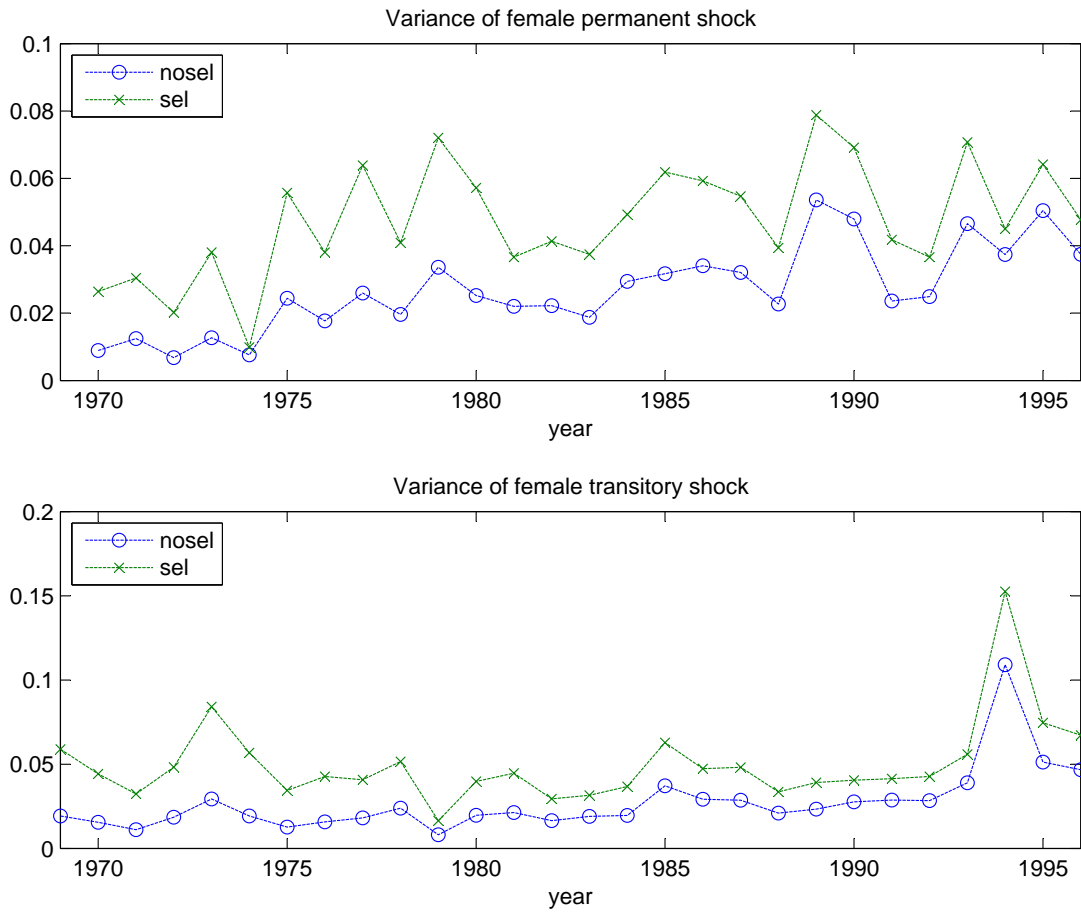 Variance of female permanent shock
0.1
0.08
0.06
0.04
0.02
0
nosel
sel
1970 1975 1980 1985 1990 1995
year
Variance of female transitory shock
0.2
0.15
0.1
0.05
0
nosel
sel
1970 1975 1980 1985 1990 1995
year